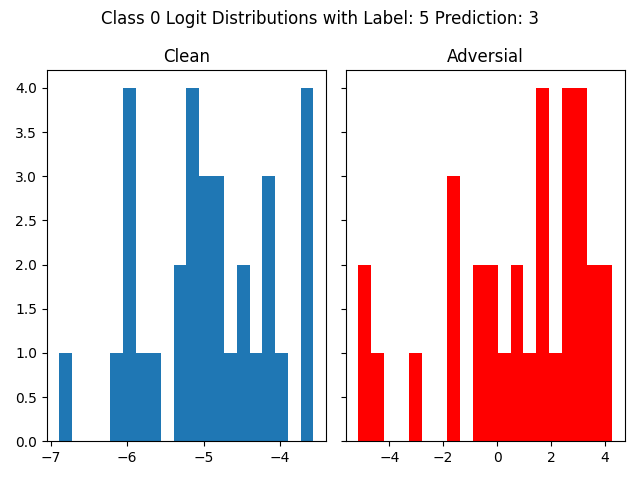 Class 0 Logit Distributions with Label: 5 Prediction: 3
Clean
Adversial
4.0
3.5
3.0
2.5
2.0
1.5
1.0
0.5
0.0
−7 −6 −5 −4
−4 −2 0 2 4